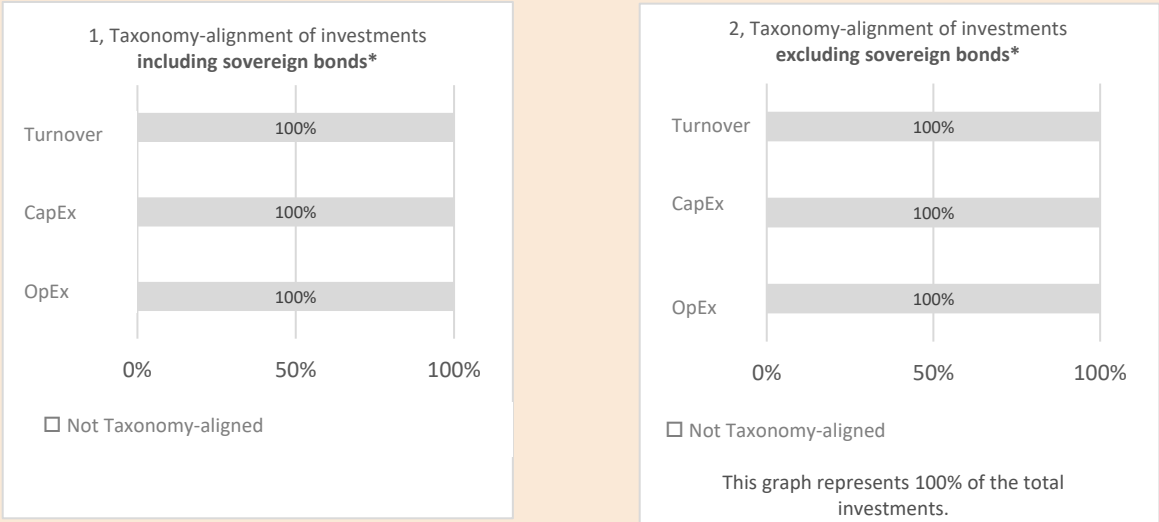 1, Taxonomy-alignment of investments
including sovereign bonds*
Turnover
100%
CapEx
100%
OpEx
100%
0%
50%
100%
Not Taxonomy-aligned
2, Taxonomy-alignment of investments
excluding sovereign bonds*
Turnover
100%
CapEx
100%
OpEx
100%
0%
50%
100%
Not Taxonomy-aligned
This graph represents 100% of the total
investments.